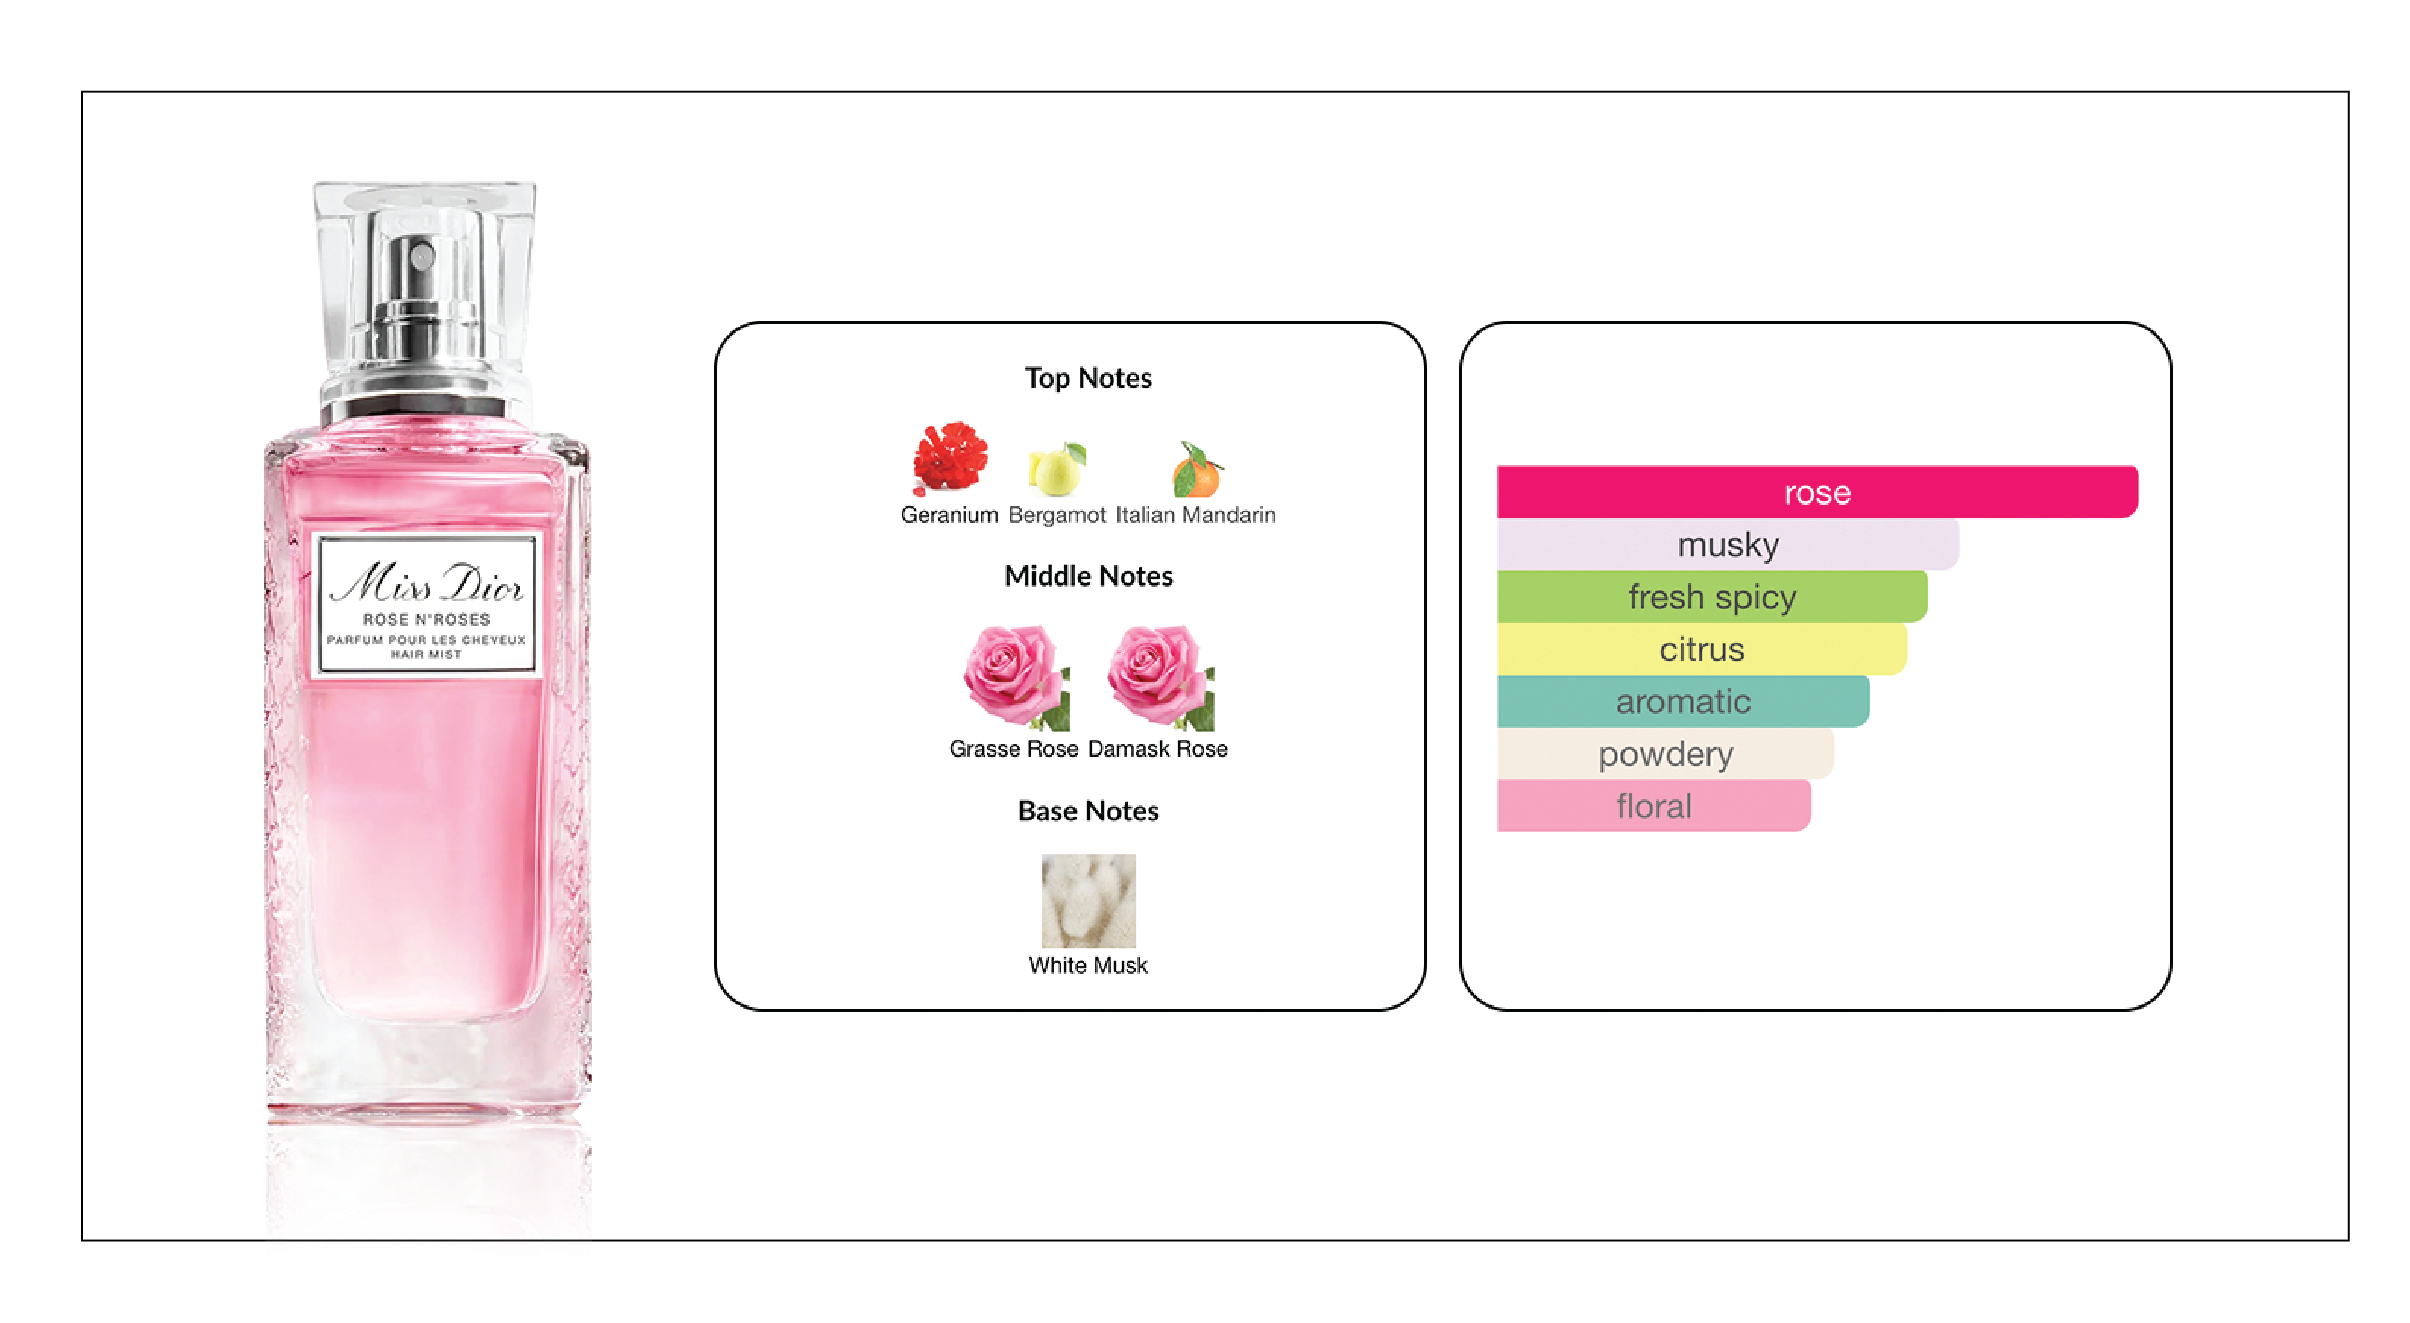 Miss Dior
ROSE N'ROSES
PARFUM POUR LES CHEVEUX
HAIR MIST
Top Notes
Geranium Bergamot Italian Mandarin
Middle Notes
Grasse Rose Damask Rose
Base Notes
White Musk
rose
musky
fresh spicy
citrus
aromatic
powdery
floral